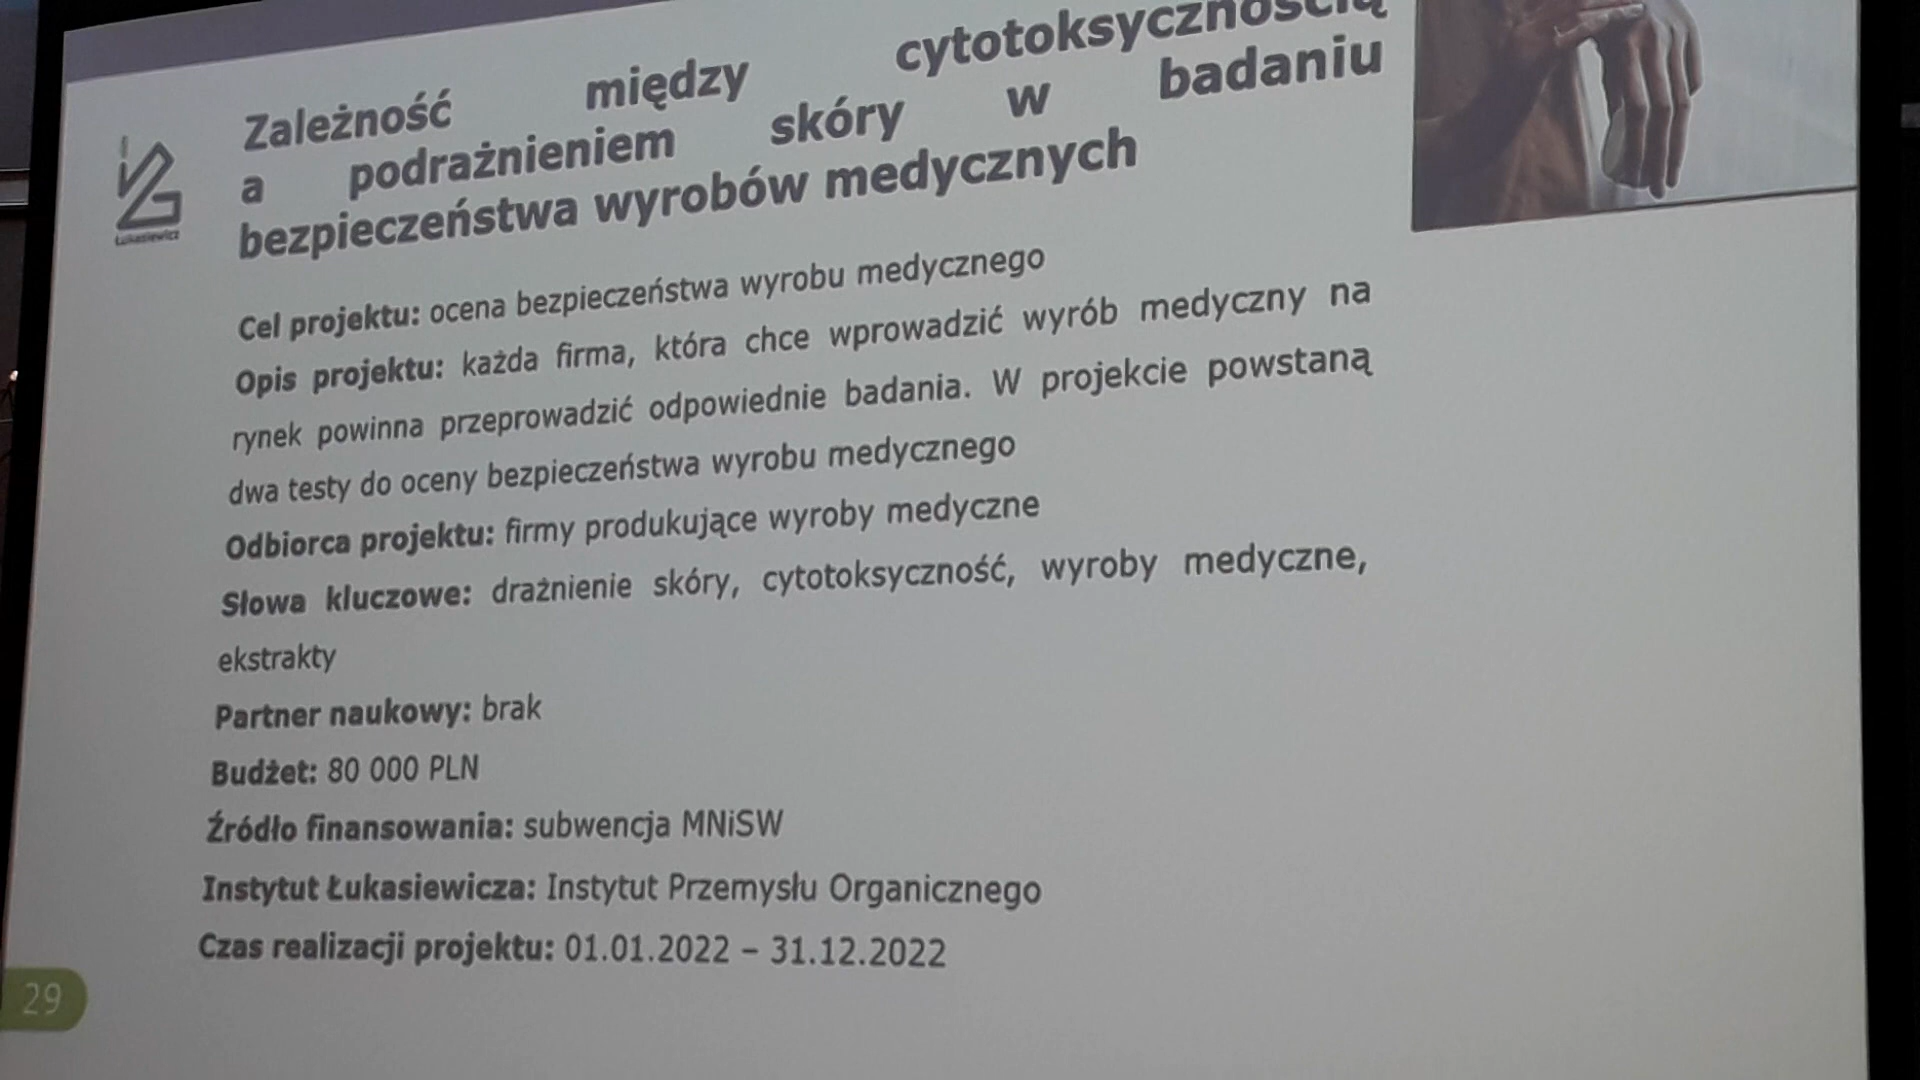 Zależność między cytotoksycznością
a podrażnieniem skóry w badaniu
bezpieczeństwa wyrobów medycznych
Łukasiewicz
Cel projektu: ocena bezpieczeństwa wyrobu medycznego
Opis projektu: każda firma, która chce wprowadzić wyrób medyczny na
rynek powinna przeprowadzić odpowiednie badania. W projekcie powstaną
dwa testy do oceny bezpieczeństwa wyrobu medycznego
Odbiorca projektu: firmy produkujące wyroby medyczne
Słowa kluczowe: drażnienie skóry, cytotoksyczność, wyroby medyczne,
ekstrakty
Partner naukowy: brak
Budżet: 80 000 PLN
Źródło finansowania: subwencja MNiSW
Instytut Łukasiewicza: Instytut Przemysłu Organicznego
Czas realizacji projektu: 01.01.2022 – 31.12.2022
29